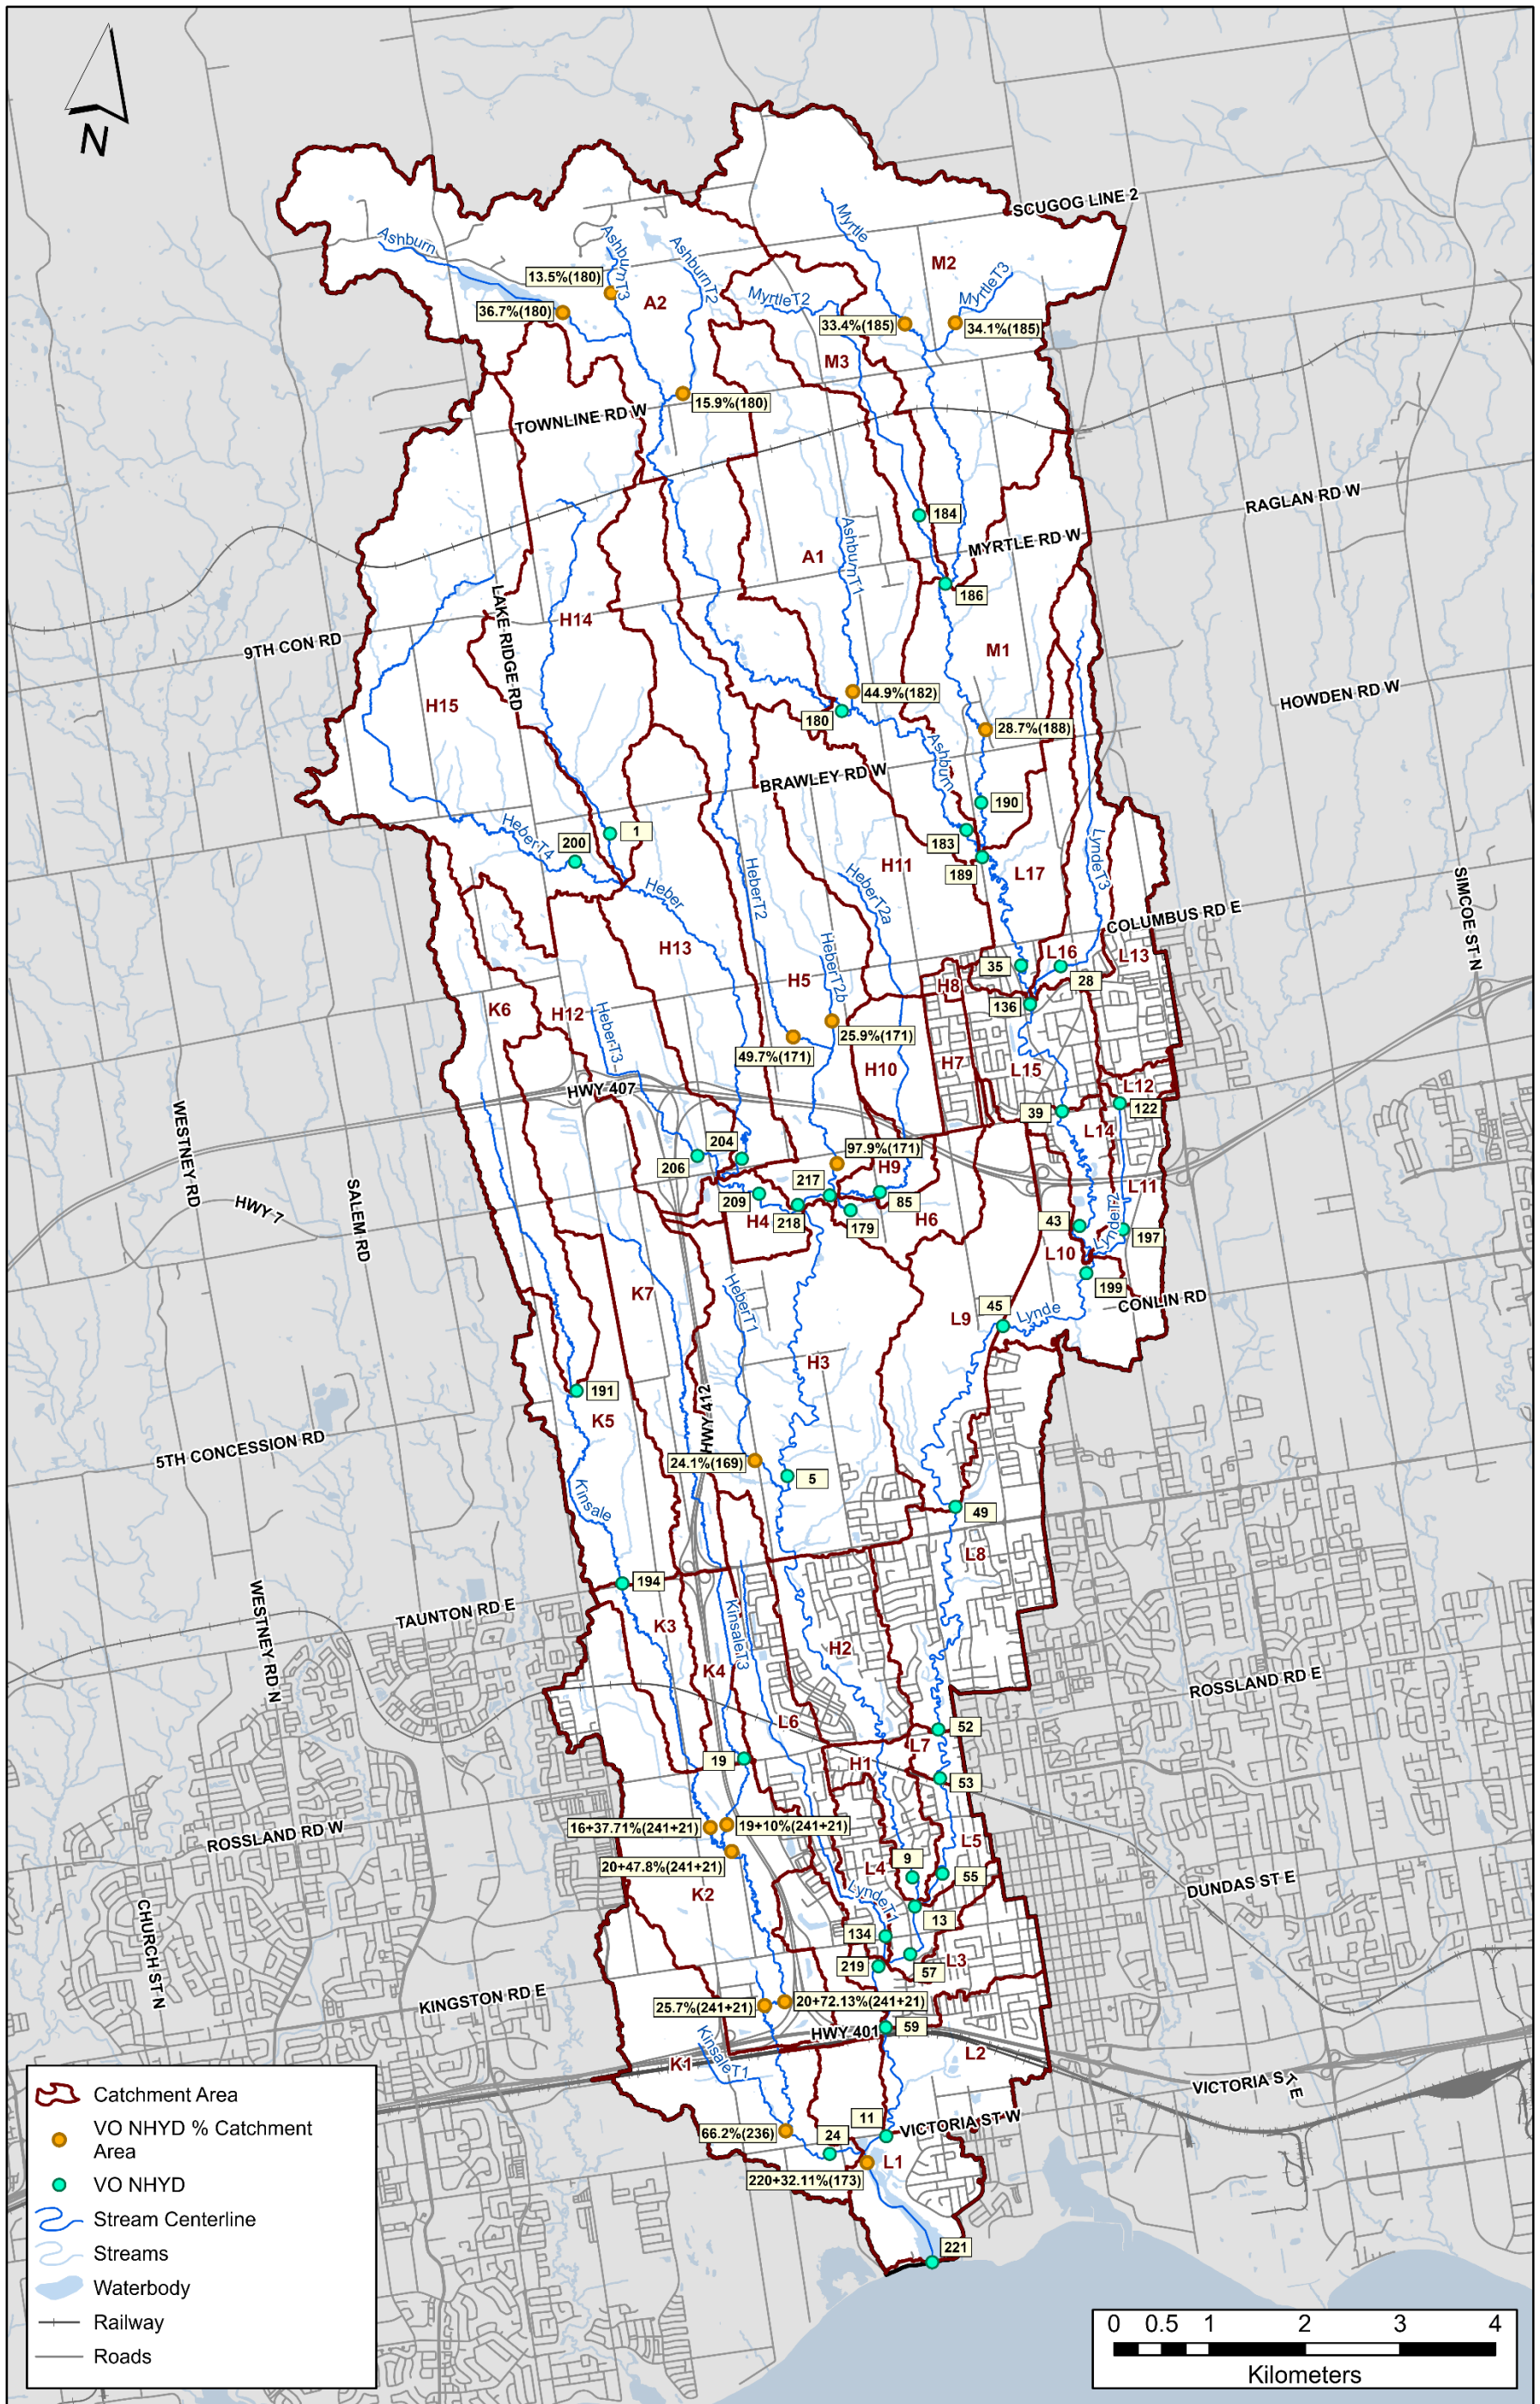 N
SCUGOG LINE 2
Myrtle
Ashburn
AshburnT3
AshburnT2
M2
13.5%(180)
A2
MyrtleT2
MyrtleT3
36.7%(180)
33.4%(185)
34.1%(185)
M3
15.9%(180)
TOWNLINE RD W
RAGLAN RD W
184
AshburnT1
MYRTLE RD W
A1
186
LAKE RIDGE RD
H14
9TH CON RD
M1
HOWDEN RD W
44.9%(182)
H15
180
28.7%(188)
Ashburn
BRAWLEY RD W
190
HeberT4
1
200
183
LyndeT3
H11
189
L17
Heber
HeberT2
HeberT2a
SIMCOE ST N
COLUMBUS RD E
H13
HeberT2b
L16
L13
35
H5
28
H8
K6
H12
136
HeberT3
25.9%(171)
49.7%(171)
H10
H7
L15
HWY 407
L12
39
122
L14
WESTNEY RD
204
97.9%(171)
206
H9
217
L11
SALEM RD
HWY 7
209
85
H4
218
179
H6
43
LyndeT2
197
L10
K7
199
HeberT1
CONLIN RD
45
Lynde
L9
H3
191
K5
HWY 412
5TH CONCESSION RD
24.1%(169)
5
Kinsale
49
L8
194
TAUNTON RD E
WESTNEY RD N
K3
KinsaleT3
H2
K4
ROSSLAND RD E
L6
52
L7
19
H1
53
16+37.71%(241+21)
19+10%(241+21)
ROSSLAND RD W
L5
20+47.8%(241+21)
9
L4
55
K2
LyndeT1
DUNDAS ST E
CHURCH ST N
13
134
L3
219
57
KINGSTON RD E
25.7%(241+21)
20+72.13%(241+21)
HWY 401
59
KinsaleT1
L2
K1
VICTORIA ST E
11
VICTORIA ST W
66.2%(236)
24
L1
220+32.11%(173)
221
Catchment Area
VO NHYD % Catchment
Area
VO NHYD
Stream Centerline
Streams
Waterbody
Railway
Roads
0 0.5 1 2 3 4
Kilometers